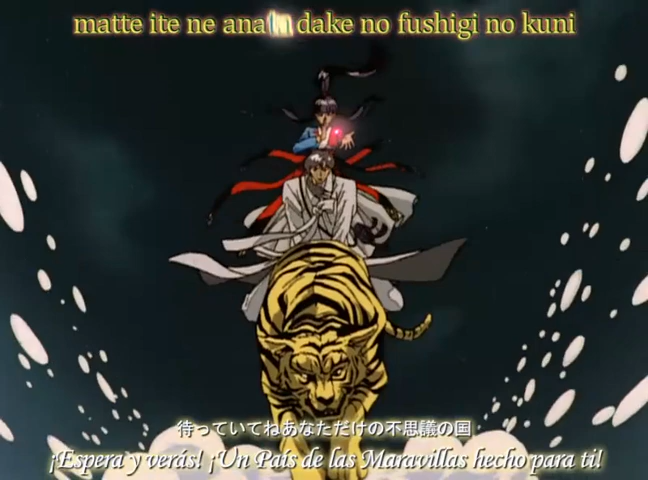 matte ite ne anata dake no fushigi no kuni
待っていてねあなただけの不思議の国
¡Espera y verás! ¡Un País de las Maravillas hecho para ti!